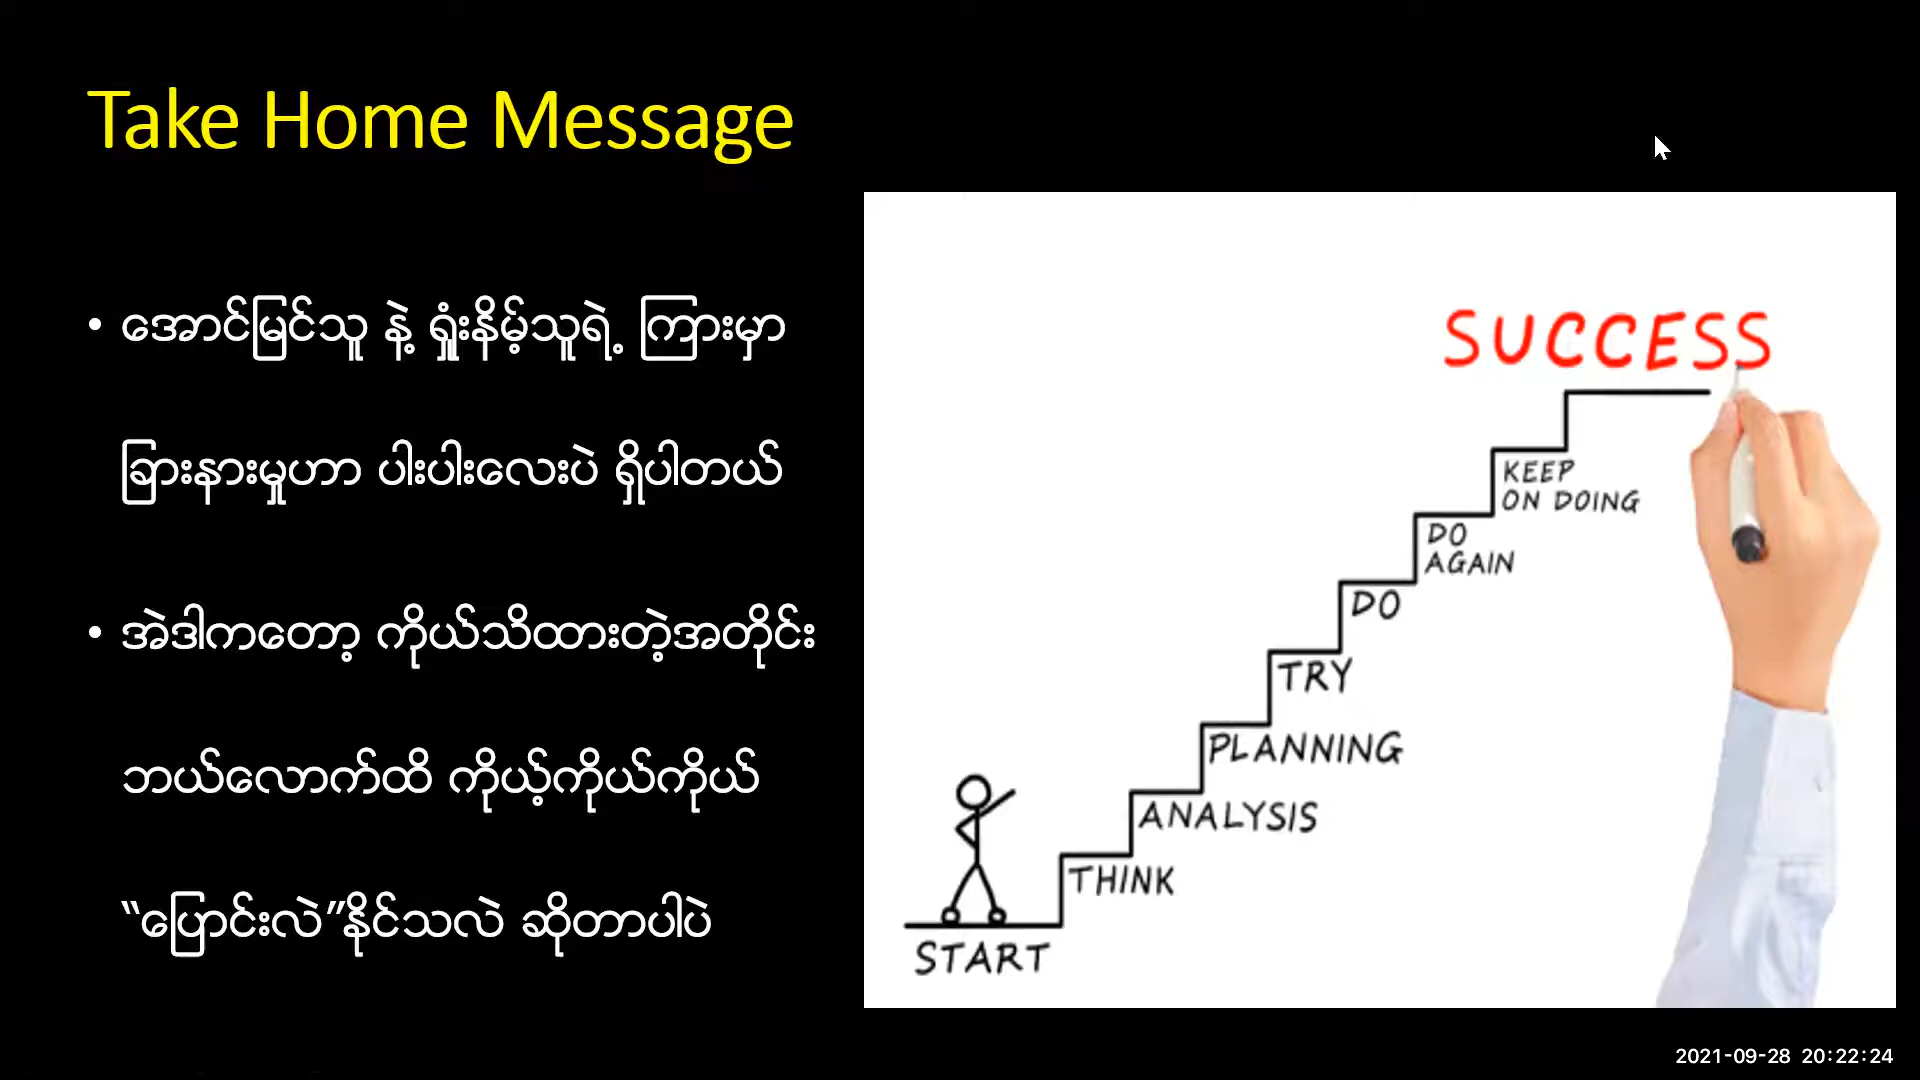 Take Home Message
• အောင်မြင်သူ နဲ့ ရှုံးနိမ့်သူရဲ့ ကြားမှာ
ခြားနားမှုဟာ ပါးပါးလေးပဲ ရှိပါတယ်
• အဲဒါကတော့ ကိုယ်သိထားတဲ့အတိုင်း
ဘယ်လောက်ထိ ကိုယ့်ကိုယ်ကိုယ်
“ပြောင်းလဲ”နိုင်သလဲ ဆိုတာပါပဲ
SUCCESS
KEEP
ON DOING
DO
AGAIN
DO
TRY
PLANNING
ANALYSIS
THINK
START
2021-09-28 20:22:24